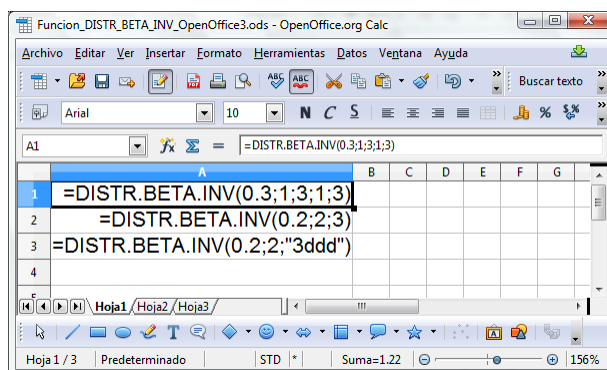 Funcion_DISTR_BETA_INV_OpenOffice3.ods - OpenOffice.org Calc
Archivo Editar Ver Insertar Formato Herramientas Datos Ventana Ayuda
ABC ABC Buscar texto
Arial 10 N C S % $%
A1 fx Σ = =DISTR.BETA.INV(0.3;1;3;1;3)
A B C D E F G
1 =DISTR.BETA.INV(0.3;1;3;1;3)
2 =DISTR.BETA.INV(0.2;2;3)
3 =DISTR.BETA.INV(0.2;2;"3ddd")
4
Hoja1 Hoja2 Hoja3
T
Hoja 1 / 3 Predeterminado STD * Suma=1.22 156%